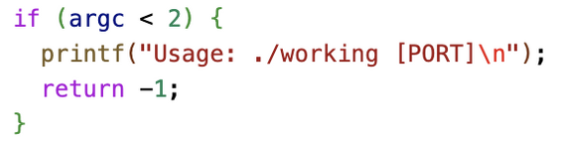 if (argc < 2) {
  printf("Usage: ./working [PORT]\n");
  return -1;
}